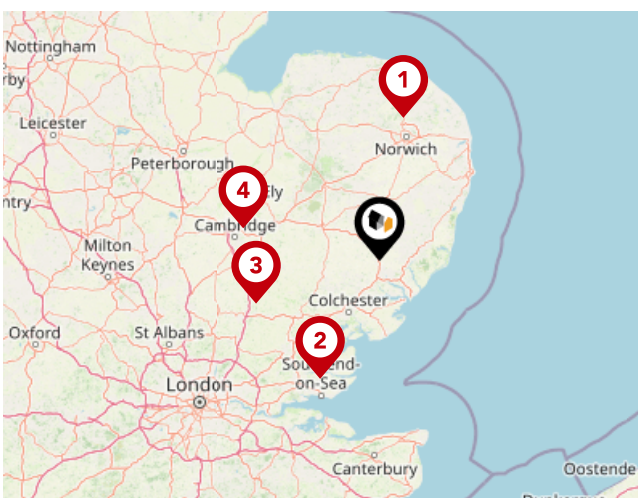 Nottingham
rby
1
Leicester
Norwich
Peterborough
4
Ely
ntry
Cambridge
Milton
Keynes
3
Colchester
Oxford
St Albans
2
Southend-
on-Sea
London
Canterbury
Oostende